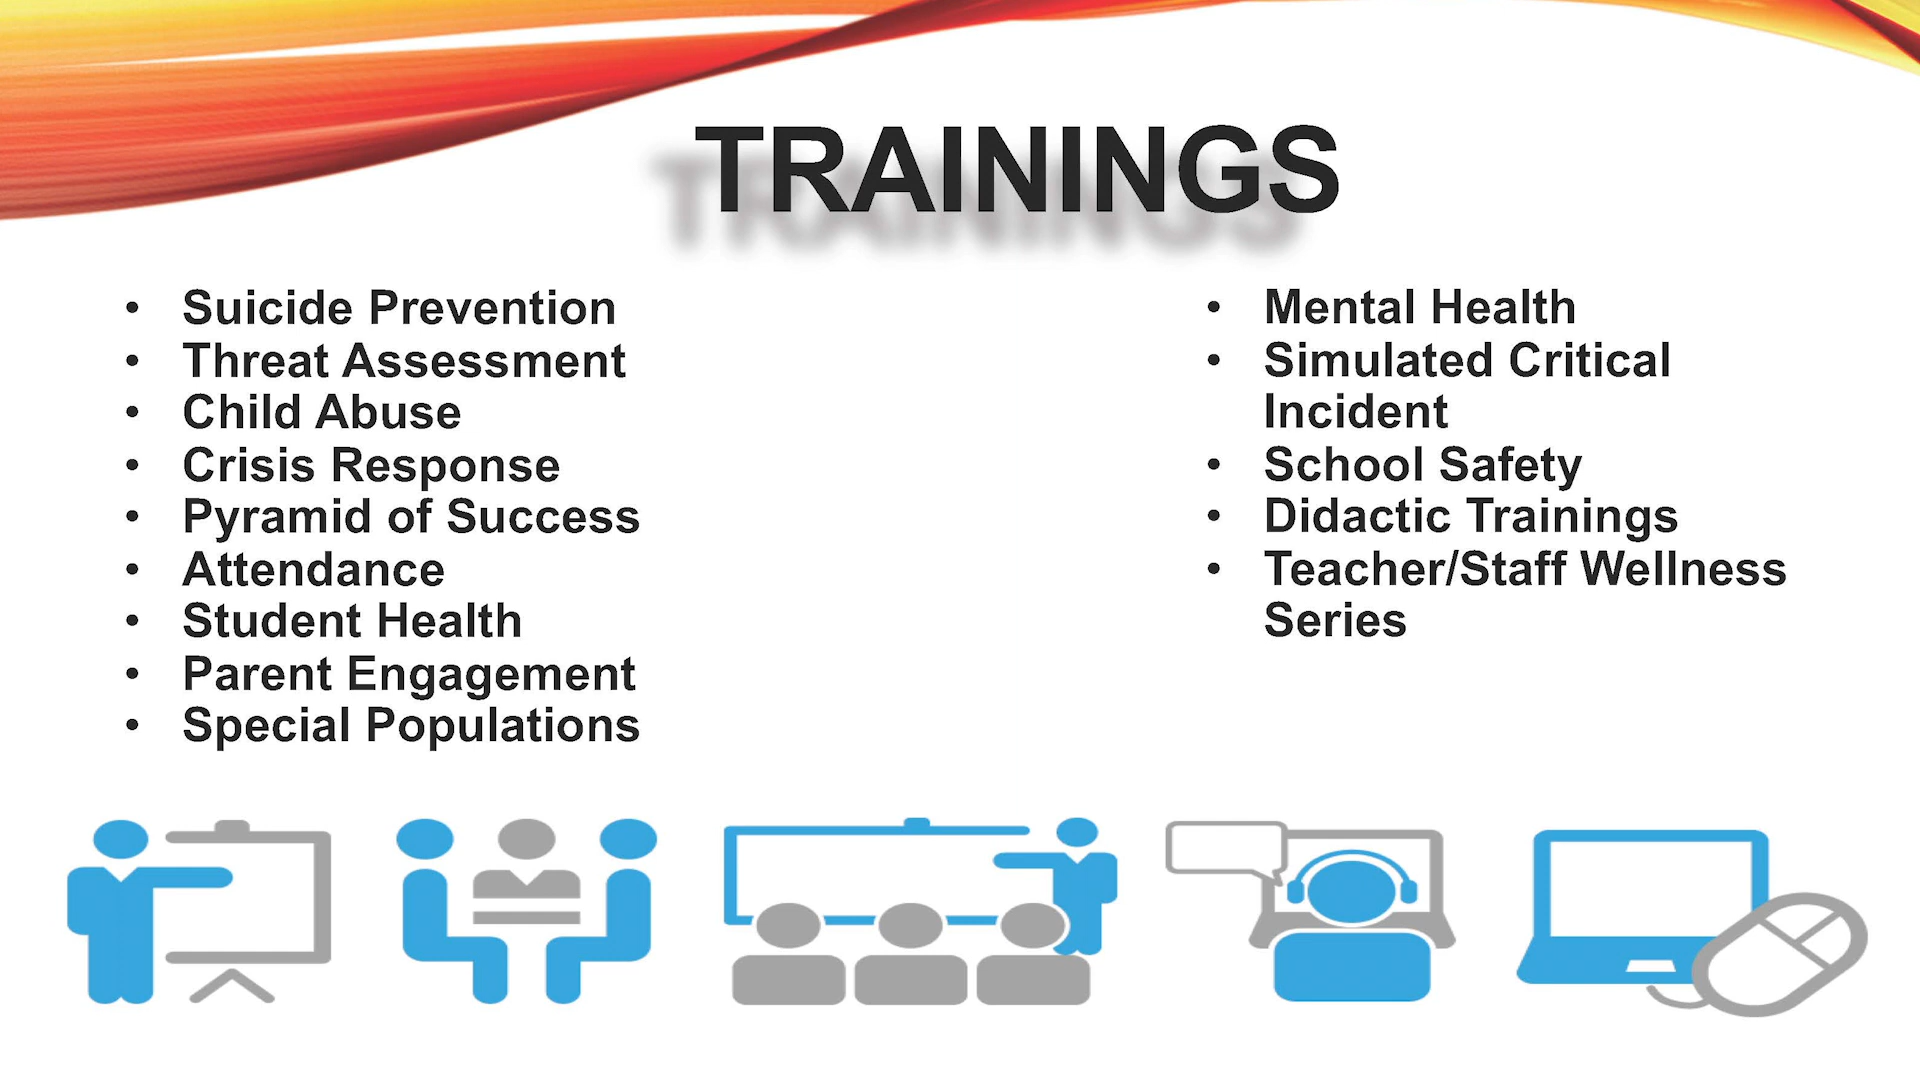 TRAININGS
• Suicide Prevention
• Threat Assessment
• Child Abuse
• Crisis Response
• Pyramid of Success
• Attendance
• Student Health
• Parent Engagement
• Special Populations
• Mental Health
• Simulated Critical
Incident
• School Safety
• Didactic Trainings
• Teacher/Staff Wellness
Series